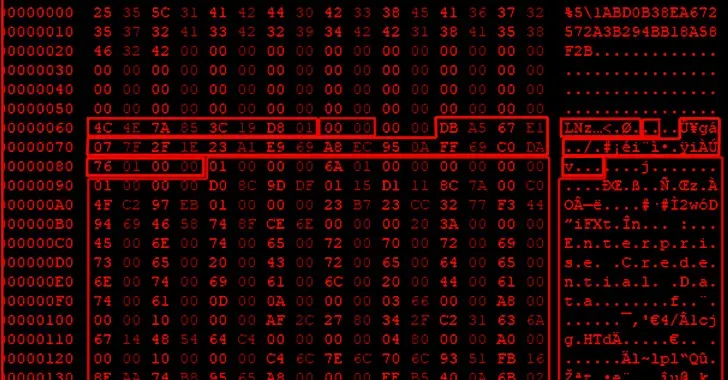 00000000 25 35 5C 31 41 42 44 30 42 33 38 45 41 36 37 32 %5\1ABD0B38EA672
00000010 35 37 32 41 33 42 32 39 34 42 42 31 38 41 35 38 572A3B294BB18A58
00000020 46 32 42 00 00 00 00 00 00 00 00 00 00 00 00 00 F2B.............
00000030 00 00 00 00 00 00 00 00 00 00 00 00 00 00 00 00 ................
00000040 00 00 00 00 00 00 00 00 00 00 00 00 00 00 00 00 ................
00000050 00 00 00 00 00 00 00 00 00 00 00 00 00 00 00 00 ................
00000060 4C 4E 7A 85 3C 19 D8 01 00 00 00 00 DB A5 67 E1 LNz…<.Ø.....Û¥gá
00000070 07 7F 2F 1E 23 A1 E9 69 A8 EC 95 0A FF 69 C0 DA ../.#¡éi¨ì•.ÿiÀÚ
00000080 76 01 00 00 01 00 00 00 6A 01 00 00 00 00 00 00 v.......j.......
00000090 01 00 00 00 D0 8C 9D DF 01 15 D1 11 8C 7A 00 C0 ....ÐŒ.ß..Ñ.Œz.À
000000A0 4F C2 97 EB 01 00 00 00 23 B7 23 CC 32 77 F3 44 OÂ—ë....#·#Ì2wóD
000000B0 94 69 46 58 74 8F CE 6E 00 00 00 00 20 3A 00 00 00 ”iFXt.În.... :...
000000C0 45 00 6E 00 74 00 65 00 72 00 70 00 72 00 69 00 E.n.t.e.r.p.r.i.
000000D0 73 00 65 00 20 00 43 00 72 00 65 00 64 00 65 00 s.e. .C.r.e.d.e.
000000E0 6E 00 74 00 69 00 61 00 6C 00 20 00 44 00 61 00 n.t.i.a.l. .D.a.
000000F0 74 00 61 00 0D 00 0A 00 00 00 03 66 00 00 A8 00 t.a........f..¨.
00000100 00 00 10 00 00 00 AF 2C 27 80 34 2F C2 31 63 6A
00000110 67 14 48 54 64 C4 00 00 00 00 04 80 00 00 A0 00
00000120 00 00 10 00 00 00 C4 6C 7E 6C 70 6C 93 51 FB 16